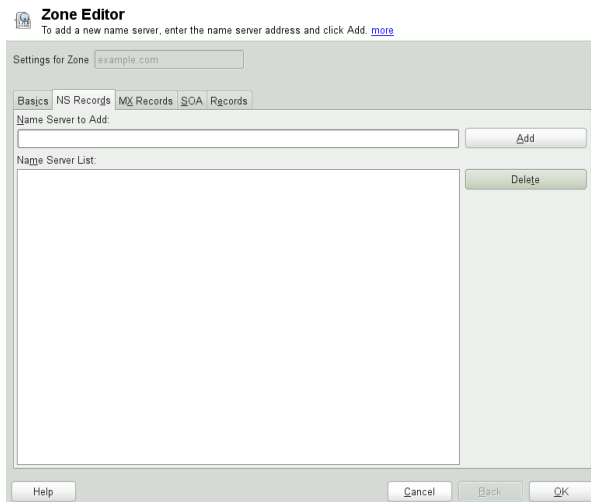 Zone Editor
To add a new name server, enter the name server address and click Add. more
Settings for Zone example.com
Basics NS Records MX Records SOA Records
Name Server to Add:
Add
Name Server List:
Delete
Help Cancel Back OK